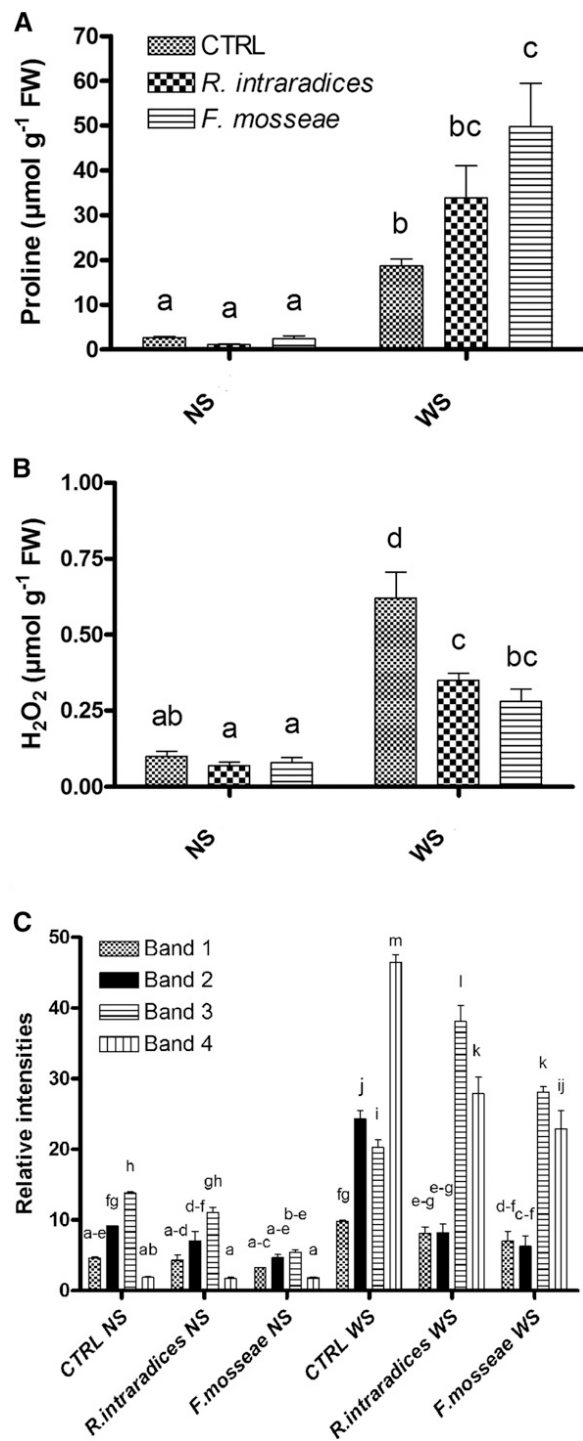 A
CTRL
R. intraradices
F. mosseae
Proline (µmol g⁻¹ FW)
70
60
50
40
30
20
10
0
a
a
a
b
bc
c
NS
WS
B
H₂O₂ (µmol g⁻¹ FW)
1.00
0.75
0.50
0.25
0.00
ab
a
a
d
c
bc
NS
WS
C
Band 1
Band 2
Band 3
Band 4
Relative intensities
50
40
30
20
10
0
a-e
fg
h
ab
a-d
d-f
gh
a
a-c
a-e
b-e
a
fg
j
i
m
e-g
e-g
l
k
d-f
c-f
k
ij
CTRL NS
R.intraradices NS
F.mosseae NS
CTRL WS
R.intraradices WS
F.mosseae WS